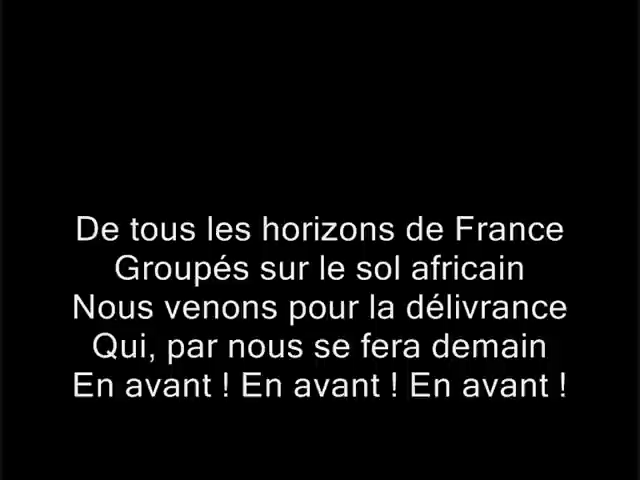 De tous les horizons de France
Groupés sur le sol africain
Nous venons pour la délivrance
Qui, par nous se fera demain
En avant ! En avant ! En avant !